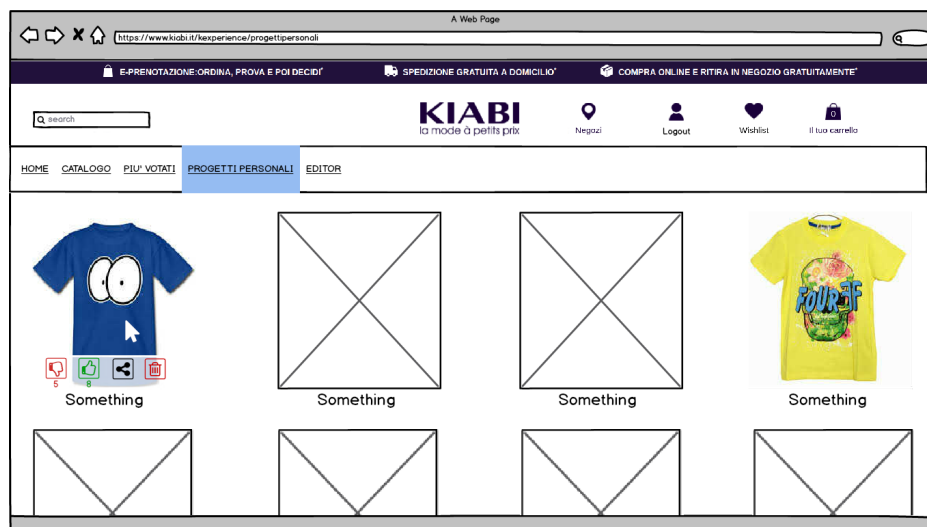 A Web Page
https://www.kiabi.it/kexperience/progettipersonali
E-PRENOTAZIONE:ORDINA, PROVA E POI DECIDI* SPEDIZIONE GRATUITA A DOMICILIO* COMPRA ONLINE E RITIRA IN NEGOZIO GRATUITAMENTE*
search
KIABI
la mode à petits prix
Negozi Logout Wishlist 0 Il tuo carrello
HOME CATALOGO PIU' VOTATI PROGETTI PERSONALI EDITOR
FOUR
5 8
Something Something Something Something